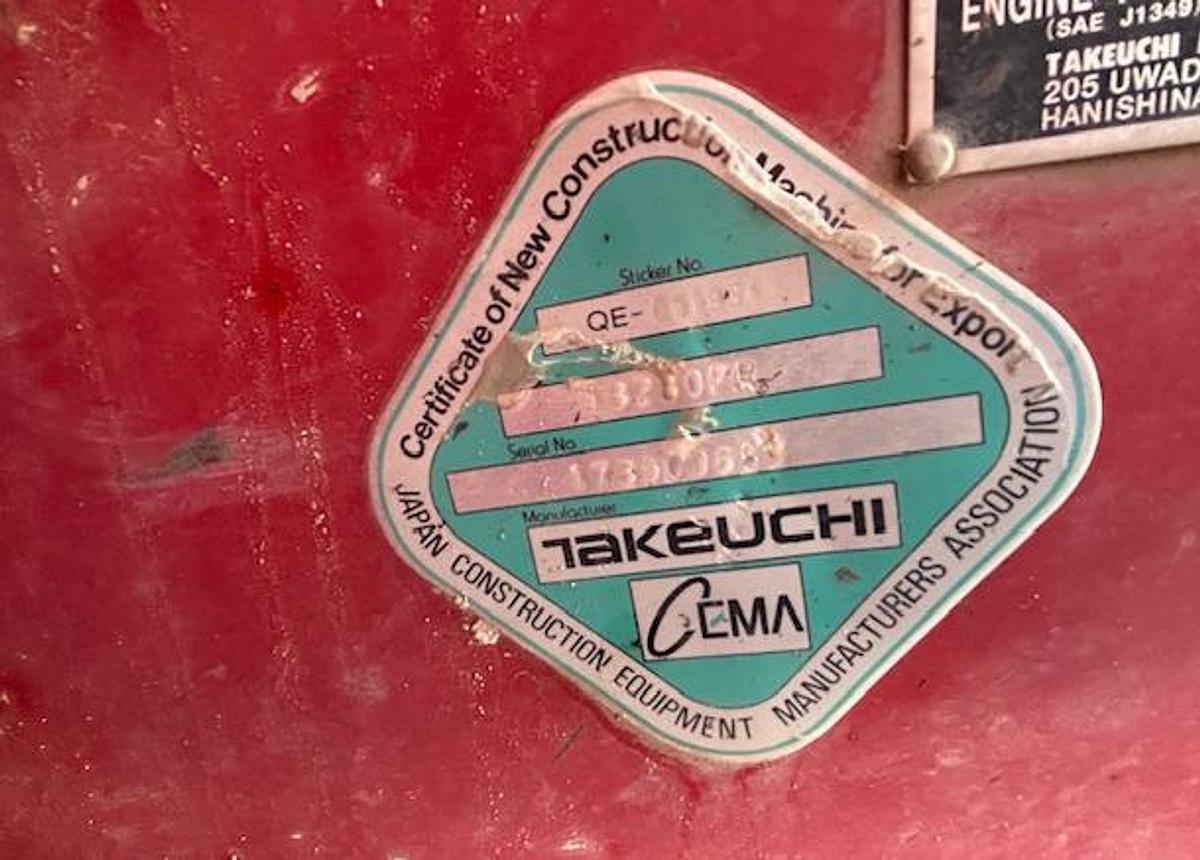 ENGINE
(SAE J1349)
TAKEUCHI
205 UWAD
HANISHINA
Certificate of New Construction Machine for Export
Sticker No.
QE-
Serial No.
Manufacturer
TAKEUCHI
CEMA
JAPAN CONSTRUCTION EQUIPMENT MANUFACTURERS ASSOCIATION